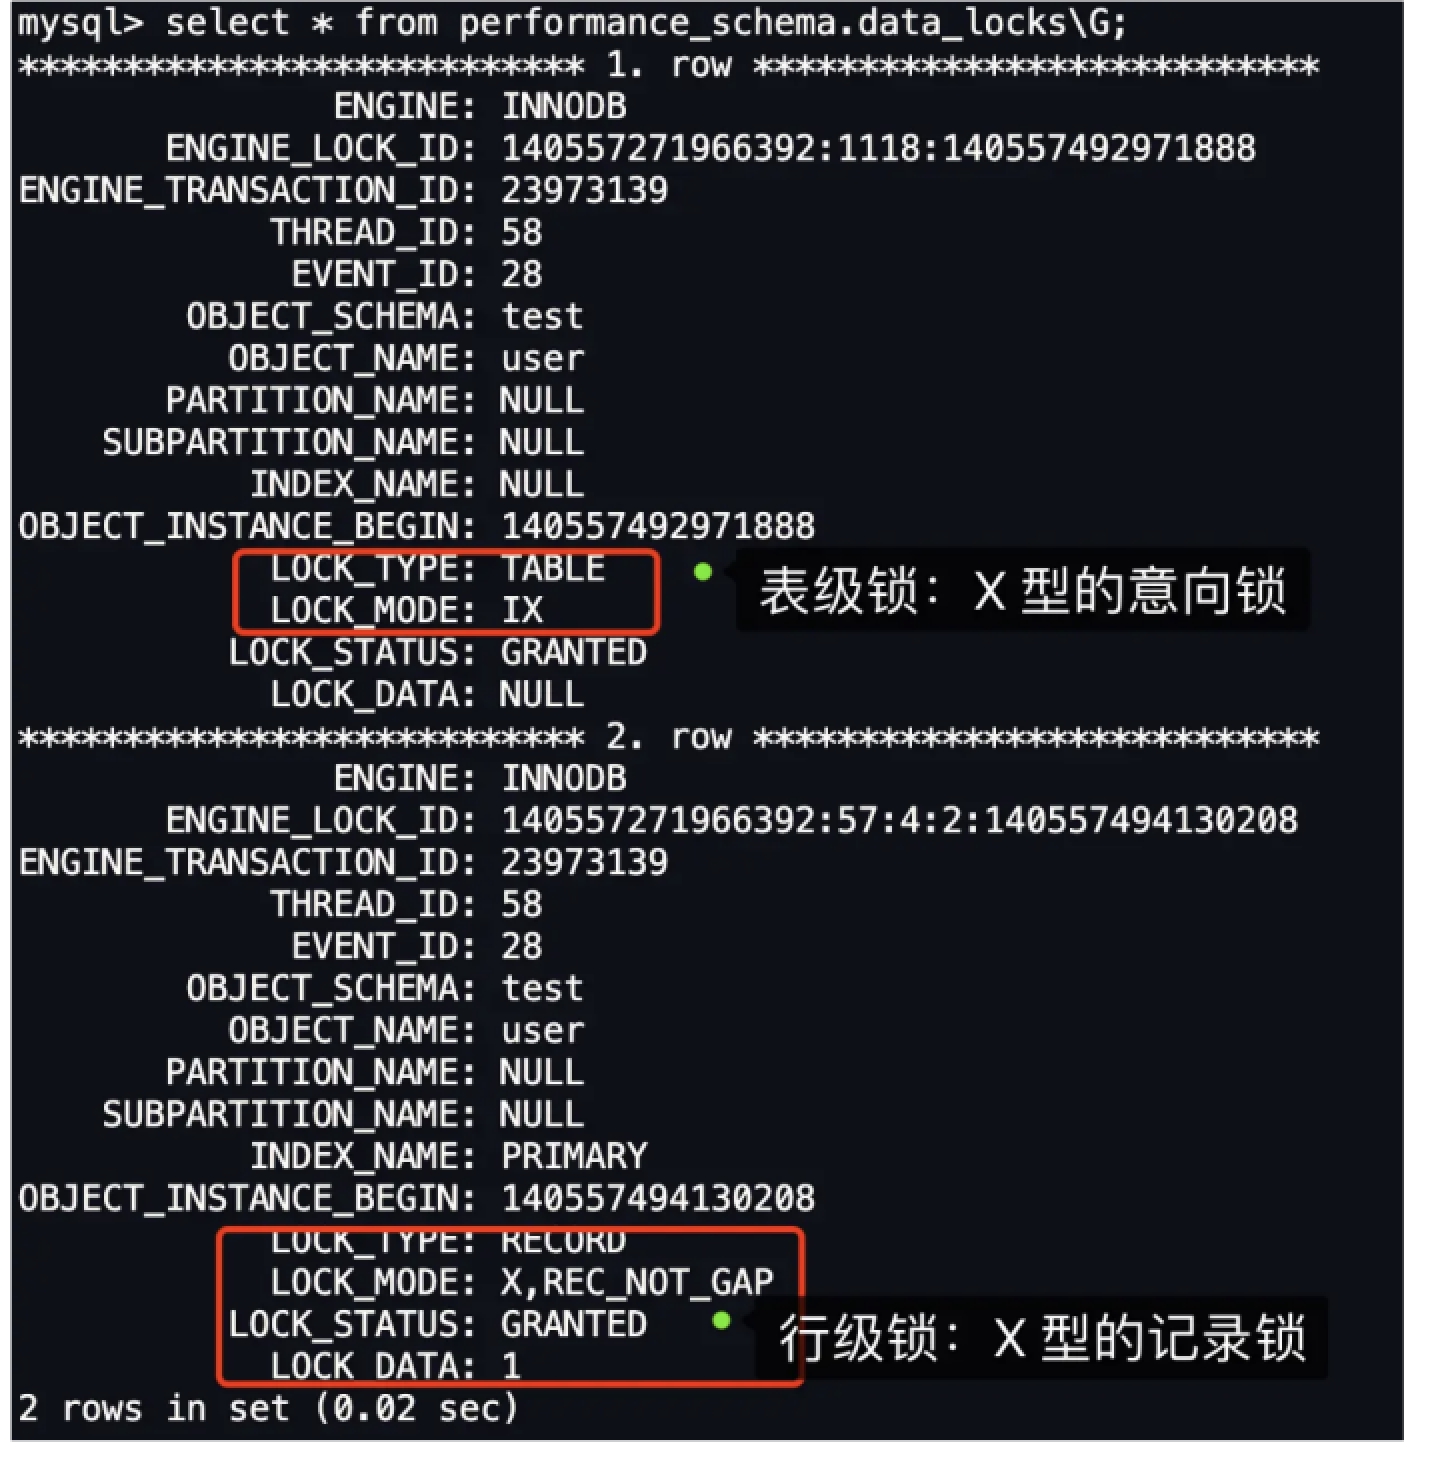 mysql> select * from performance_schema.data_locks\G;
*************************** 1. row ***************************
ENGINE: INNODB
ENGINE_LOCK_ID: 140557271966392:1118:140557492971888
ENGINE_TRANSACTION_ID: 23973139
THREAD_ID: 58
EVENT_ID: 28
OBJECT_SCHEMA: test
OBJECT_NAME: user
PARTITION_NAME: NULL
SUBPARTITION_NAME: NULL
INDEX_NAME: NULL
OBJECT_INSTANCE_BEGIN: 140557492971888
LOCK_TYPE: TABLE
表级锁：X 型的意向锁
LOCK_MODE: IX
LOCK_STATUS: GRANTED
LOCK_DATA: NULL
*************************** 2. row ***************************
ENGINE: INNODB
ENGINE_LOCK_ID: 140557271966392:57:4:2:140557494130208
ENGINE_TRANSACTION_ID: 23973139
THREAD_ID: 58
EVENT_ID: 28
OBJECT_SCHEMA: test
OBJECT_NAME: user
PARTITION_NAME: NULL
SUBPARTITION_NAME: NULL
INDEX_NAME: PRIMARY
OBJECT_INSTANCE_BEGIN: 140557494130208
LOCK_TYPE: RECORD
LOCK_MODE: X,REC_NOT_GAP
LOCK_STATUS: GRANTED
行级锁：X 型的记录锁
LOCK_DATA: 1
2 rows in set (0.02 sec)